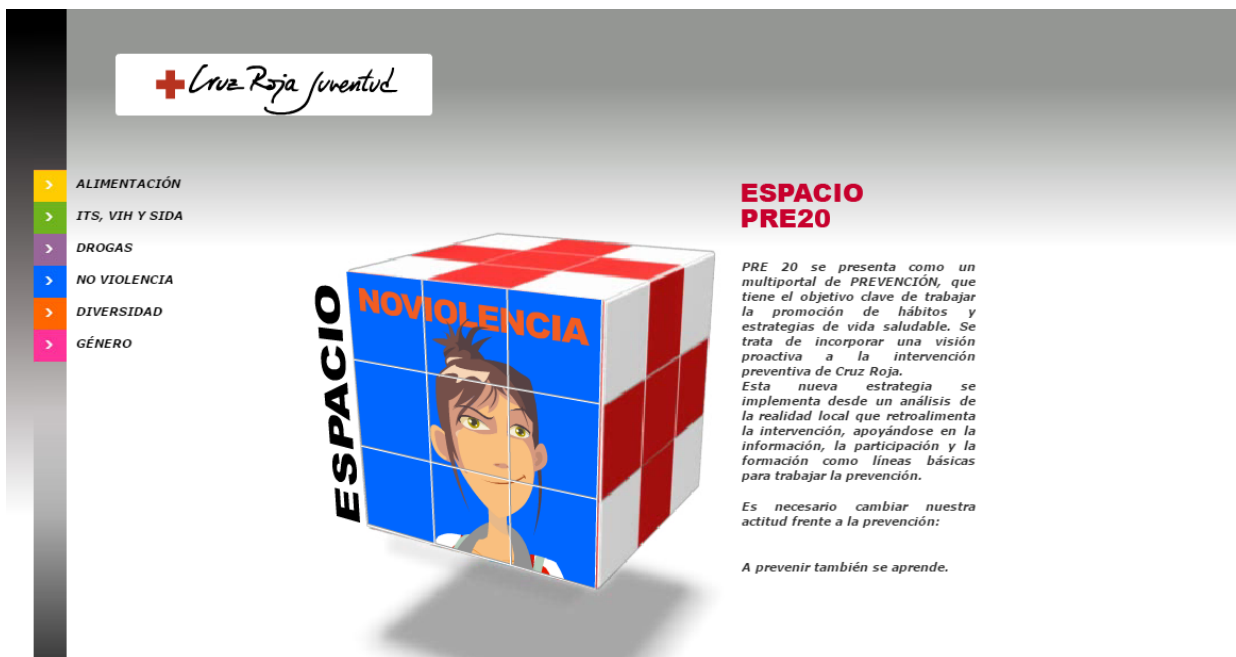 Cruz Roja Juventud
ALIMENTACIÓN
ITS, VIH Y SIDA
DROGAS
NO VIOLENCIA
DIVERSIDAD
GÉNERO
ESPACIO
NOVIOLENCIA
ESPACIO
PRE20
PRE 20 se presenta como un
multiportal de PREVENCIÓN, que
tiene el objetivo clave de trabajar
la promoción de hábitos y
estrategias de vida saludable. Se
trata de incorporar una visión
proactiva a la intervención
preventiva de Cruz Roja.
Esta nueva estrategia se
implementa desde un análisis de
la realidad local que retroalimenta
la intervención, apoyándose en la
información, la participación y la
formación como líneas básicas
para trabajar la prevención.
Es necesario cambiar nuestra
actitud frente a la prevención:
A prevenir también se aprende.